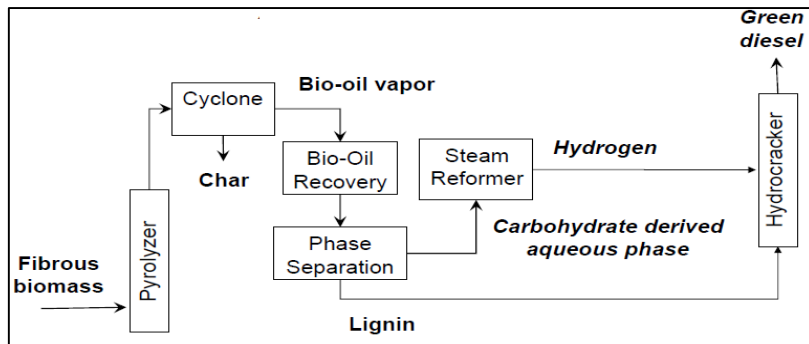 Green
diesel
Bio-oil vapor
Cyclone
Bio-Oil
Recovery
Steam
Reformer
Hydrogen
Hydrocracker
Char
Carbohydrate derived
aqueous phase
Phase
Separation
Pyrolyzer
Fibrous
biomass
Lignin